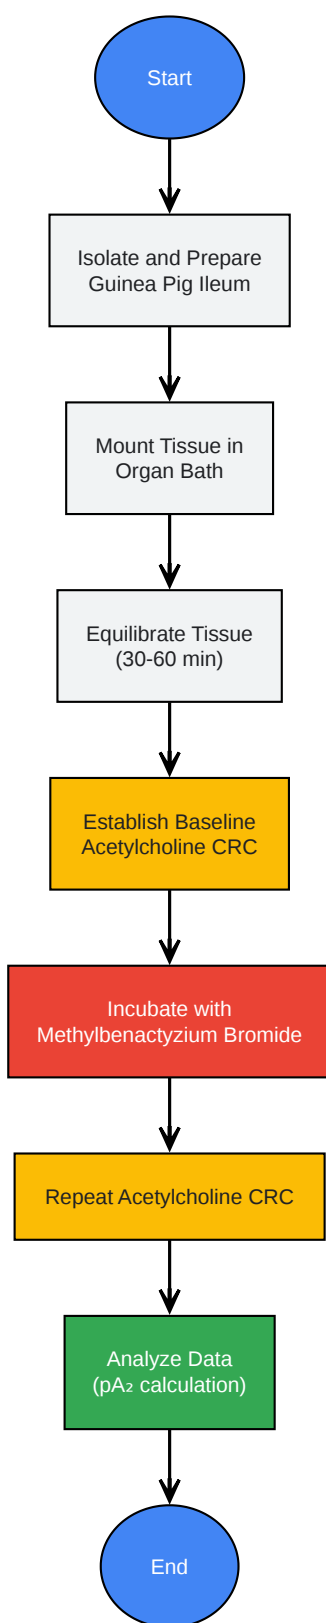 Start
Isolate and Prepare
Guinea Pig Ileum
Mount Tissue in
Organ Bath
Equilibrate Tissue
(30-60 min)
Establish Baseline
Acetylcholine CRC
Incubate with
Methylbenactyzium Bromide
Repeat Acetylcholine CRC
Analyze Data
(pA₂ calculation)
End